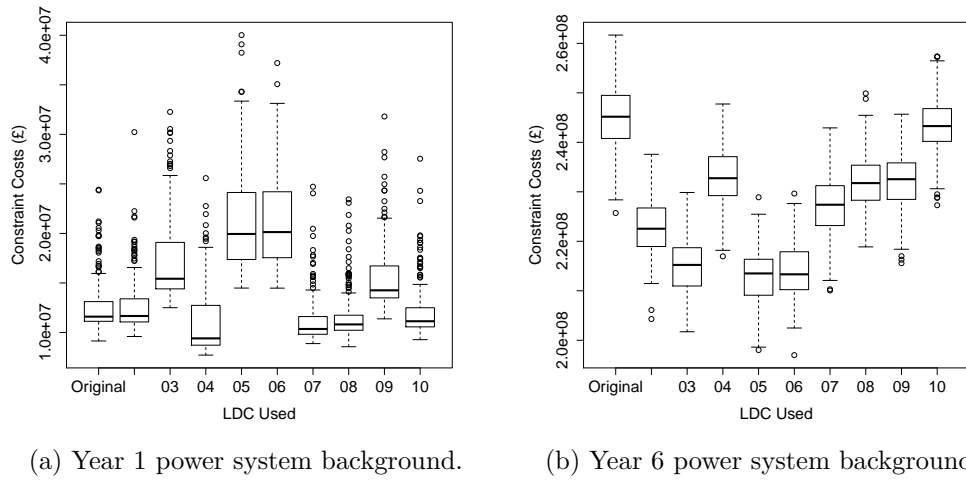 Constraint Costs (£)
4.0e+07
3.0e+07
2.0e+07
1.0e+07
Original 03 04 05 06 07 08 09 10
LDC Used
(a) Year 1 power system background.
Constraint Costs (£)
2.6e+08
2.4e+08
2.2e+08
2.0e+08
Original 03 04 05 06 07 08 09 10
LDC Used
(b) Year 6 power system background